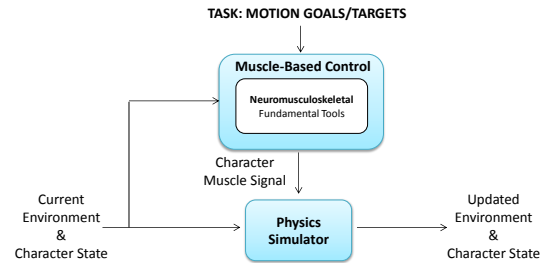 TASK: MOTION GOALS/TARGETS
Muscle-Based Control
Neuromusculoskeletal
Fundamental Tools
Character
Muscle Signal
Current
Environment
&
Character State
Physics
Simulator
Updated
Environment
&
Character State